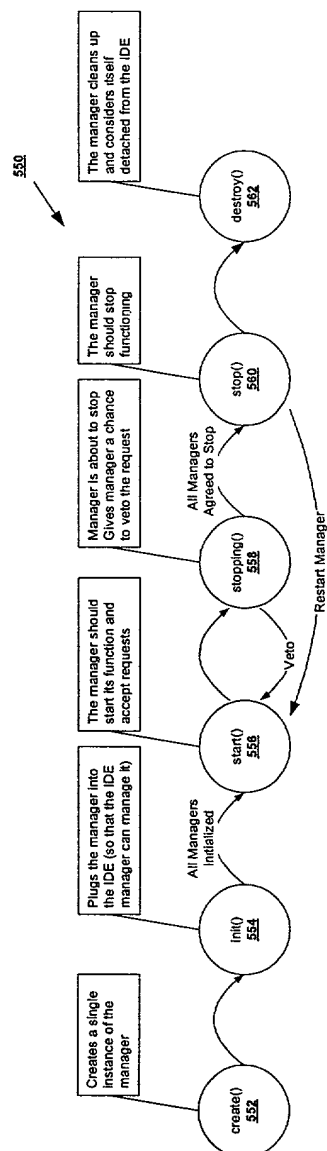 550
Creates a single
instance of the
manager
Plugs the manager into
the IDE (so that the IDE
manager can manage it)
The manager should
start its function and
accept requests
Manager is about to stop
Gives manager a chance
to veto the request
The manager
should stop
functioning
The manager cleans up
and considers itself
detached from the IDE
create()
552
init()
554
All Managers
Initialized
start()
556
Veto
stopping()
558
All Managers
Agreed to Stop
stop()
560
Restart Manager
destroy()
562